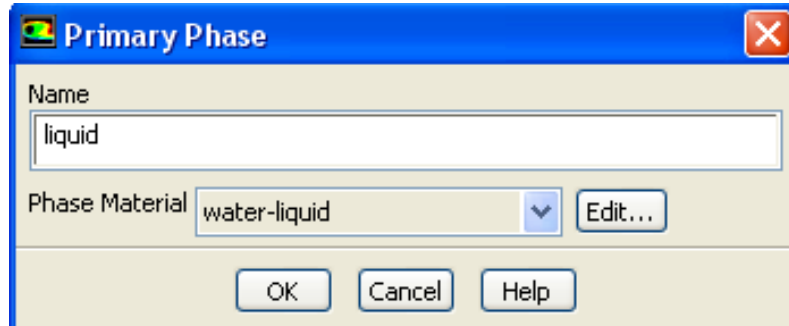 Primary Phase
Name
liquid
Phase Material water-liquid Edit...
OK Cancel Help